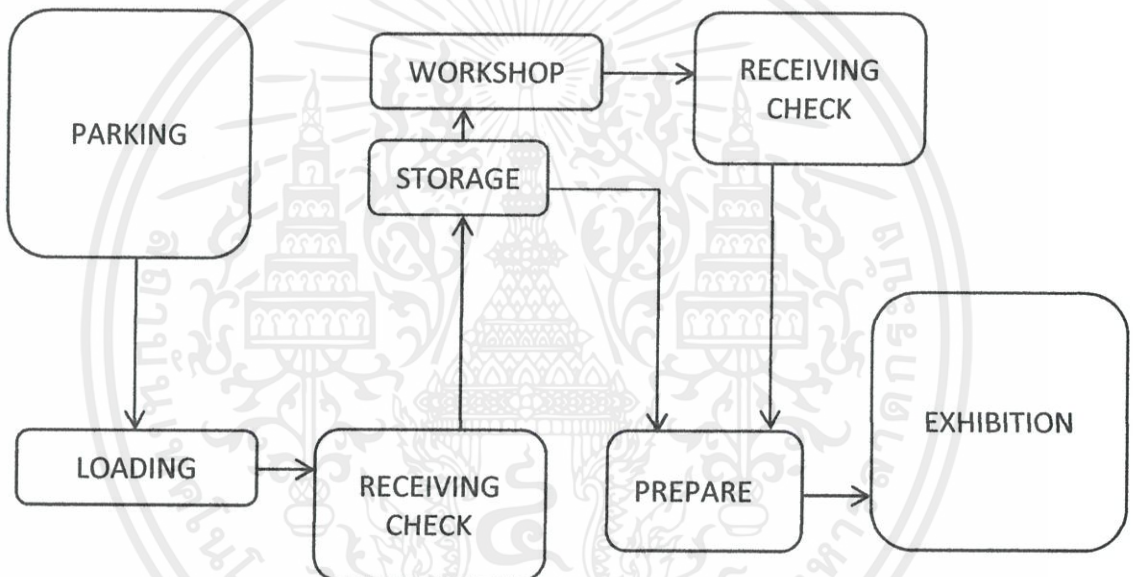 PARKING
WORKSHOP
RECEIVING
CHECK
STORAGE
LOADING
RECEIVING
CHECK
PREPARE
EXHIBITION